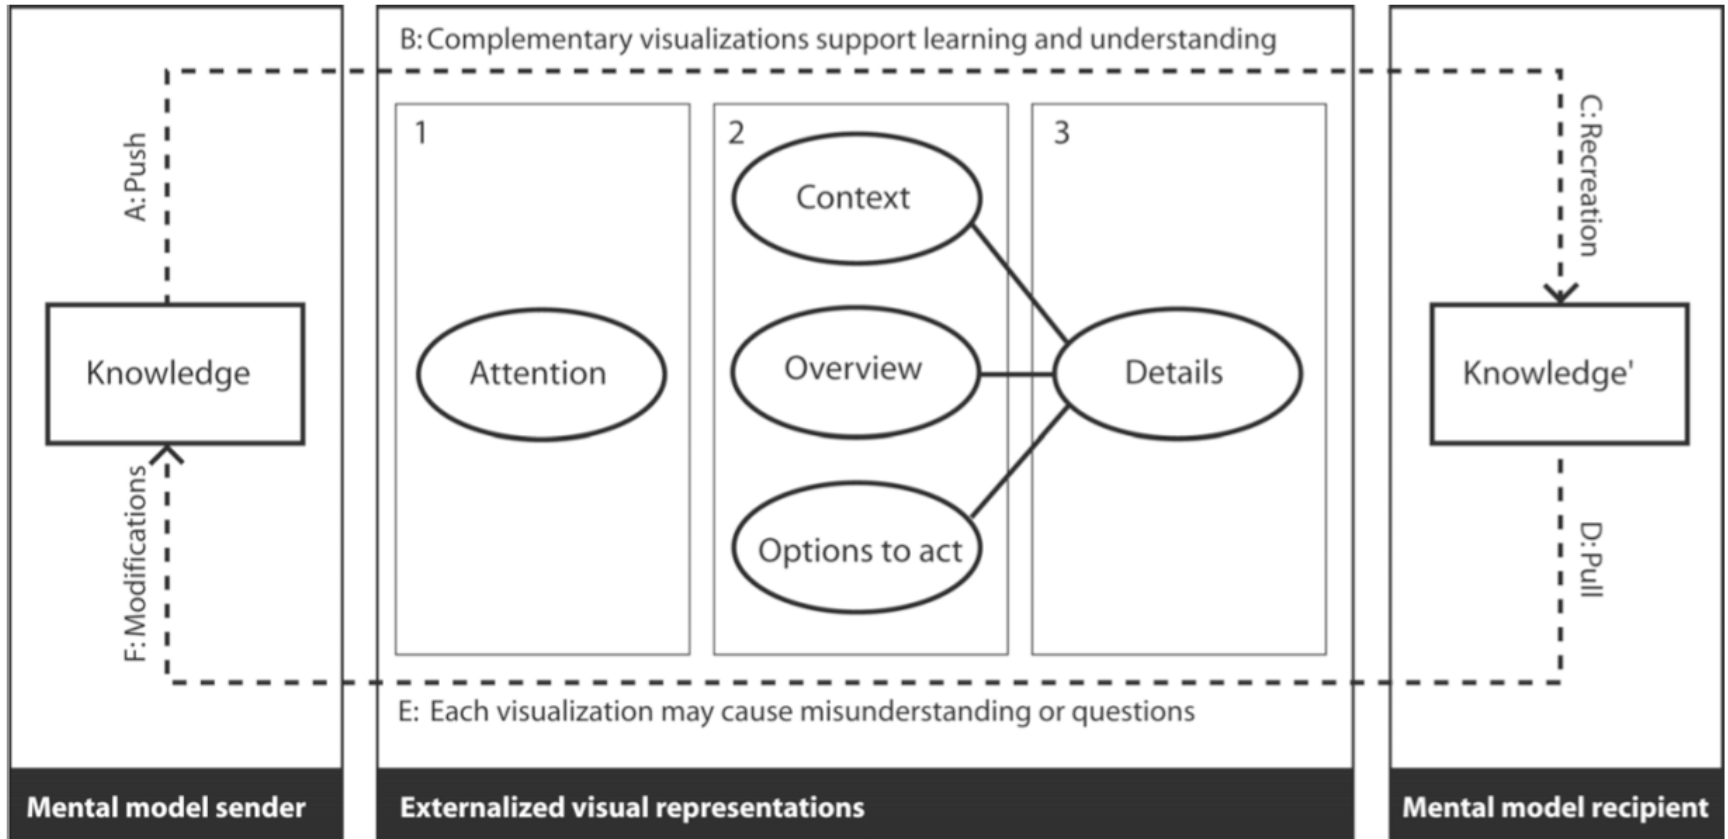 B: Complementary visualizations support learning and understanding
A: Push
C: Recreation
1
2
3
Context
Knowledge
Attention
Overview
Details
Knowledge'
Options to act
F: Modifications
D: Pull
E: Each visualization may cause misunderstanding or questions
Mental model sender
Externalized visual representations
Mental model recipient